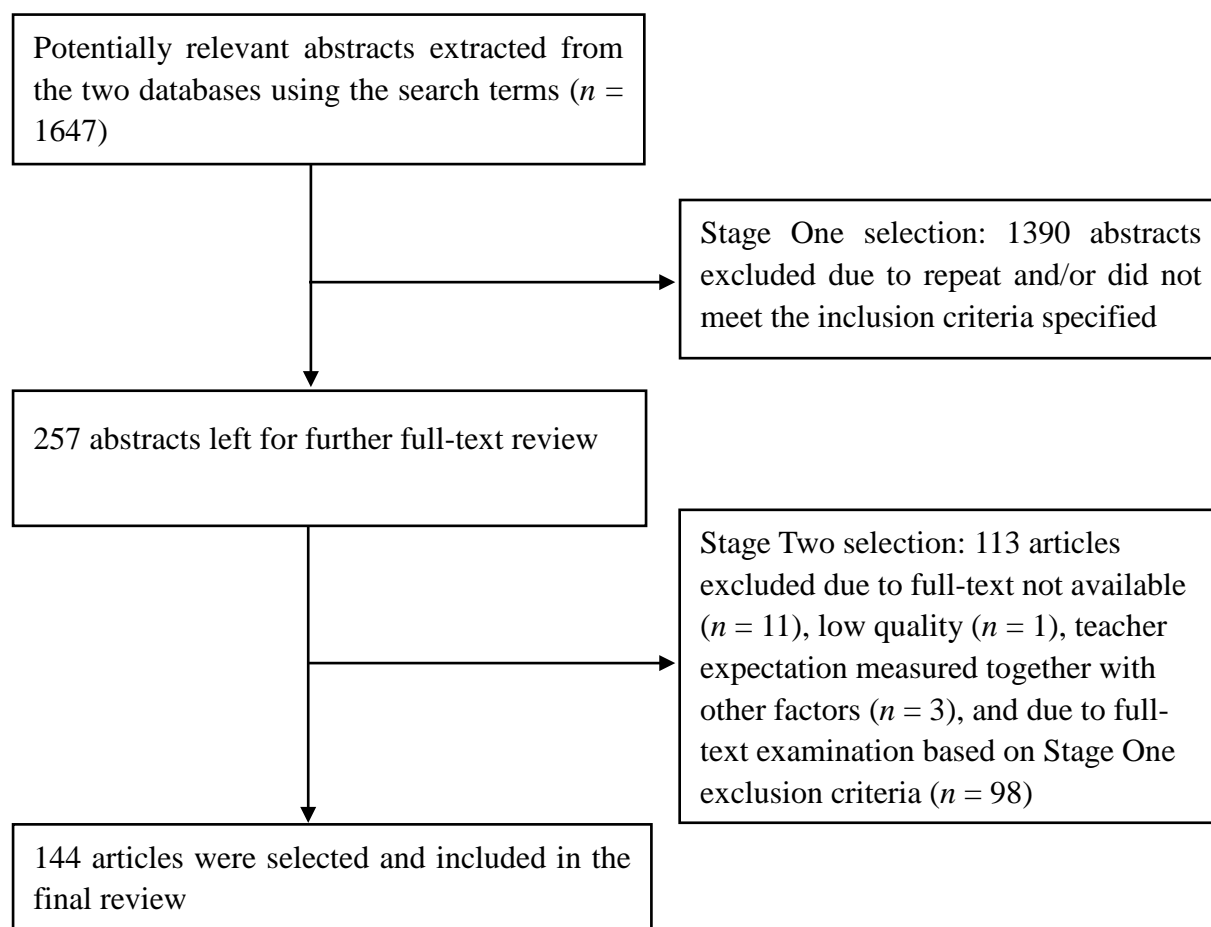 Potentially relevant abstracts extracted from
the two databases using the search terms (n =
1647)
Stage One selection: 1390 abstracts
excluded due to repeat and/or did not
meet the inclusion criteria specified
257 abstracts left for further full-text review
Stage Two selection: 113 articles
excluded due to full-text not available
(n = 11), low quality (n = 1), teacher
expectation measured together with
other factors (n = 3), and due to full-
text examination based on Stage One
exclusion criteria (n = 98)
144 articles were selected and included in the
final review